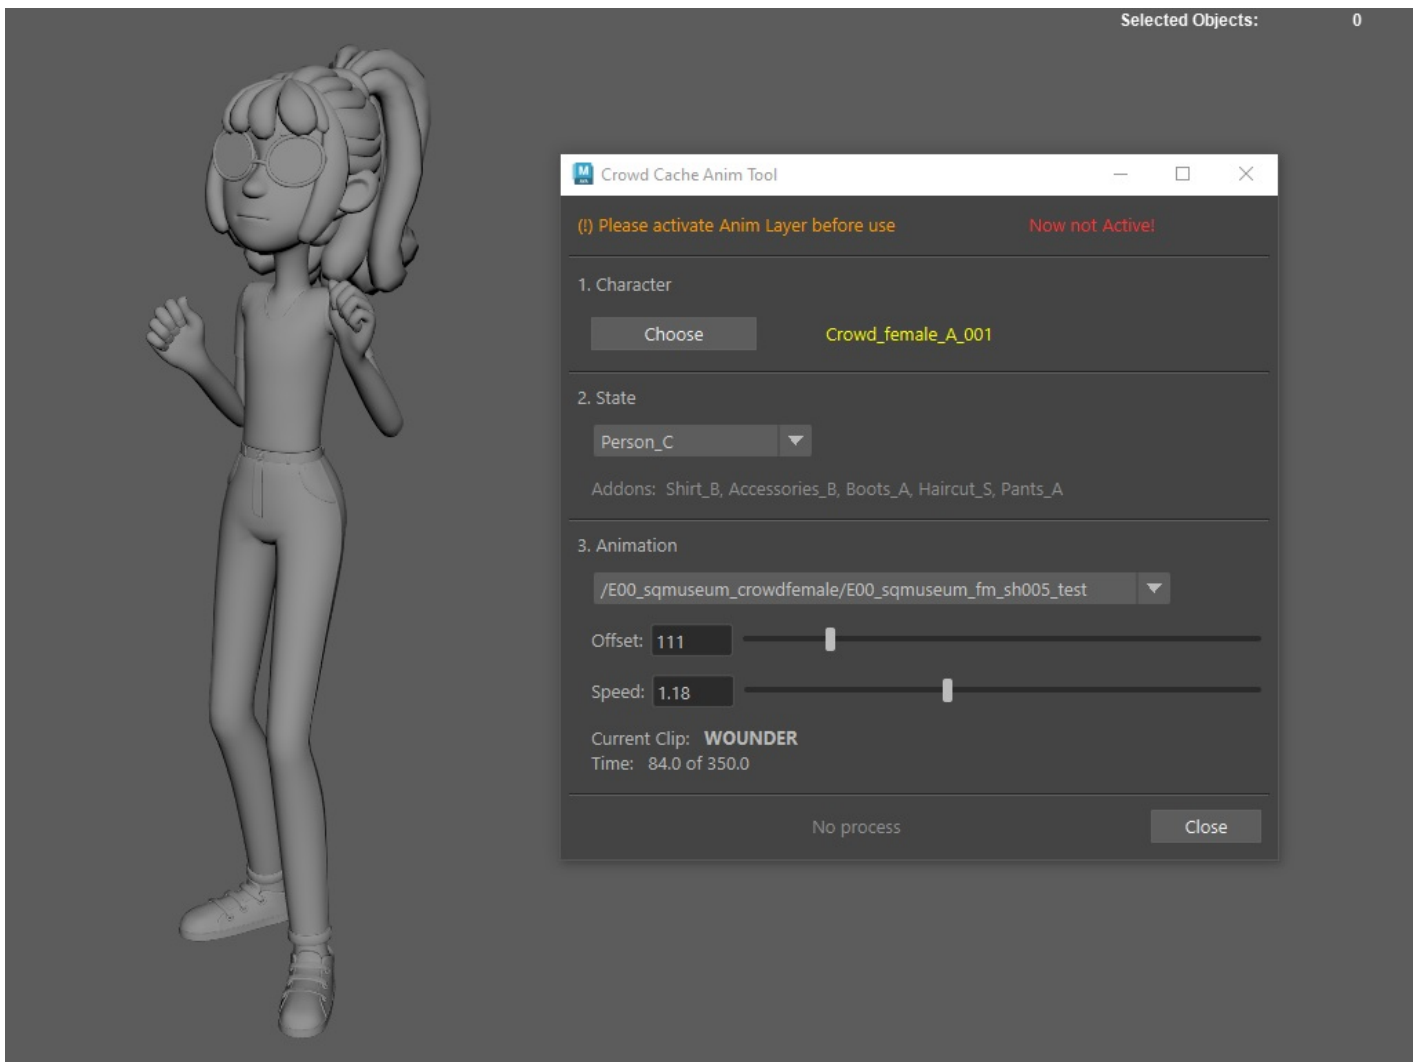 Selected Objects: 0
Crowd Cache Anim Tool
(!) Please activate Anim Layer before use Now not Active!
1. Character
Choose Crowd_female_A_001
2. State
Person_C
Addons: Shirt_B, Accessories_B, Boots_A, Haircut_S, Pants_A
3. Animation
/E00_sqmuseum_crowdfemale/E00_sqmuseum_fm_sh005_test
Offset: 111
Speed: 1.18
Current Clip: WOUNDER
Time: 84.0 of 350.0
No process Close